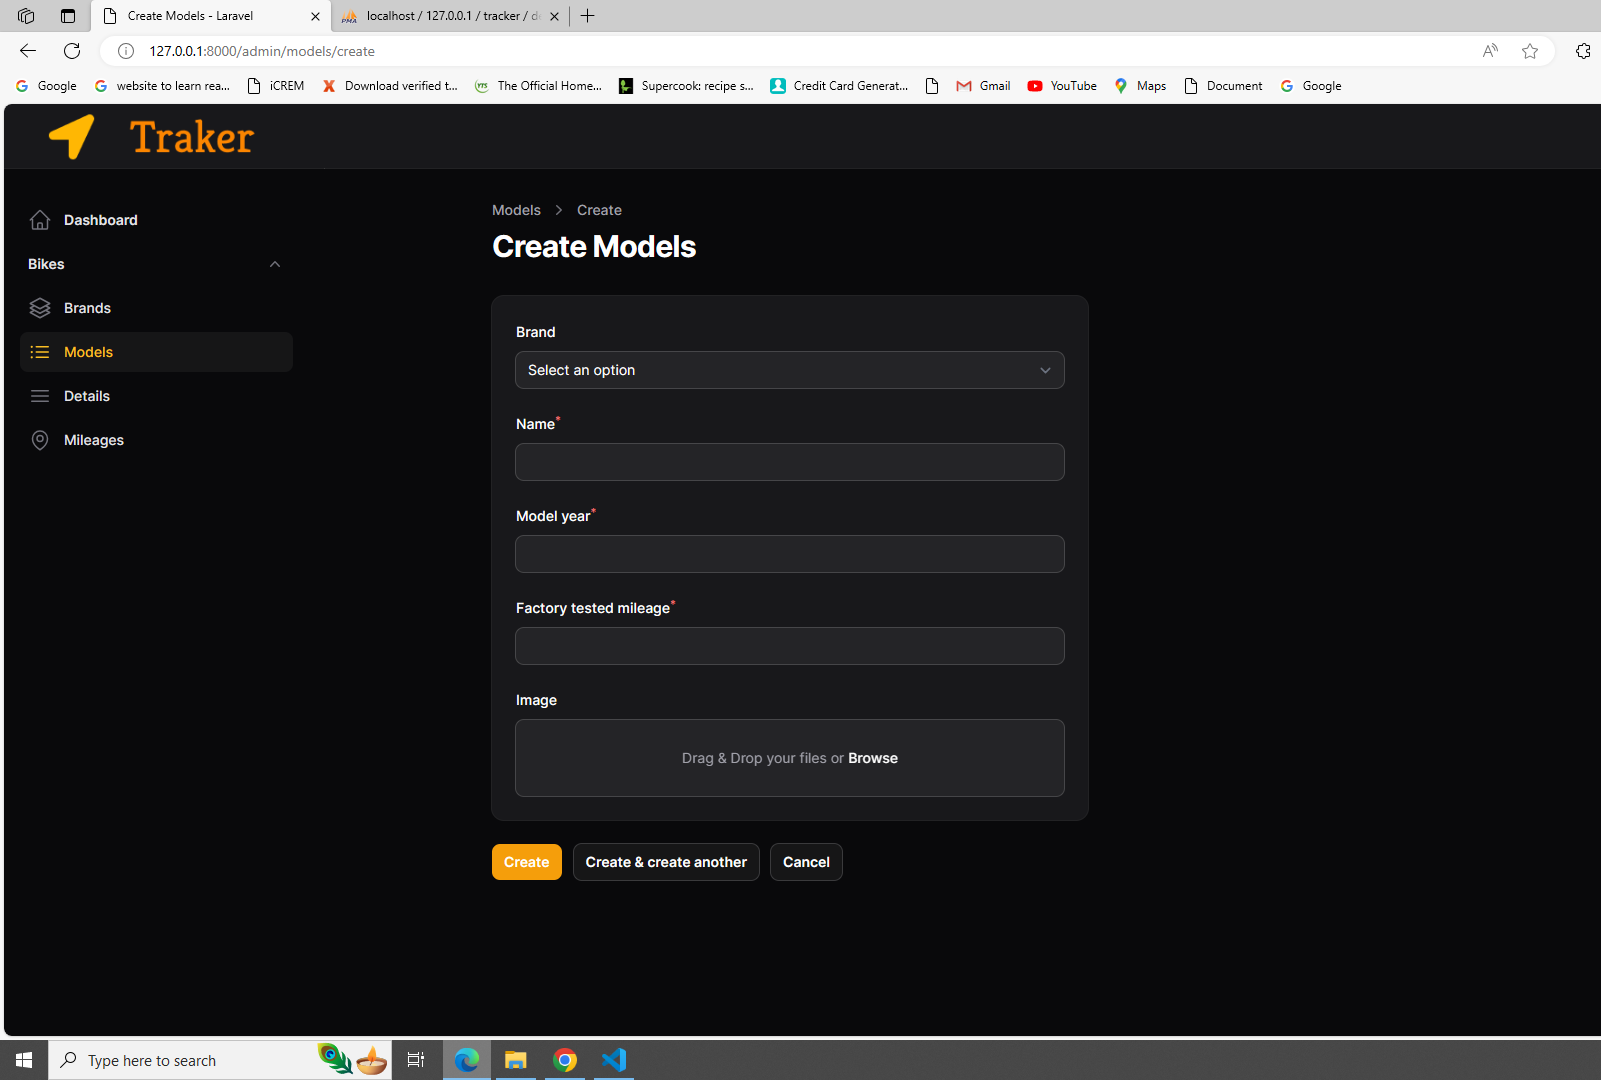 Create Models - Laravel
localhost / 127.0.0.1 / tracker / d
127.0.0.1:8000/admin/models/create
Google
website to learn rea...
iCREM
Download verified t...
The Official Home...
Supercook: recipe s...
Credit Card Generat...
Gmail
YouTube
Maps
Document
Google
Traker
Dashboard
Bikes
Brands
Models
Details
Mileages
Models > Create
Create Models
Brand
Select an option
Name*
Model year*
Factory tested mileage*
Image
Drag & Drop your files or Browse
Create
Create & create another
Cancel
Type here to search